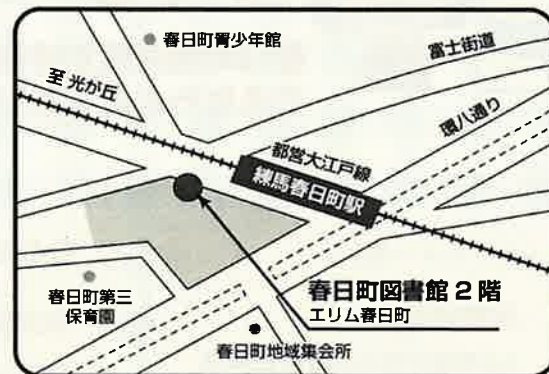 春日町青少年館
富士街道
至 光が丘
環八通り
都営大江戸線
練馬春日町駅
春日町図書館 2 階
エリム春日町
春日町第三
保育園
春日町地域集会所